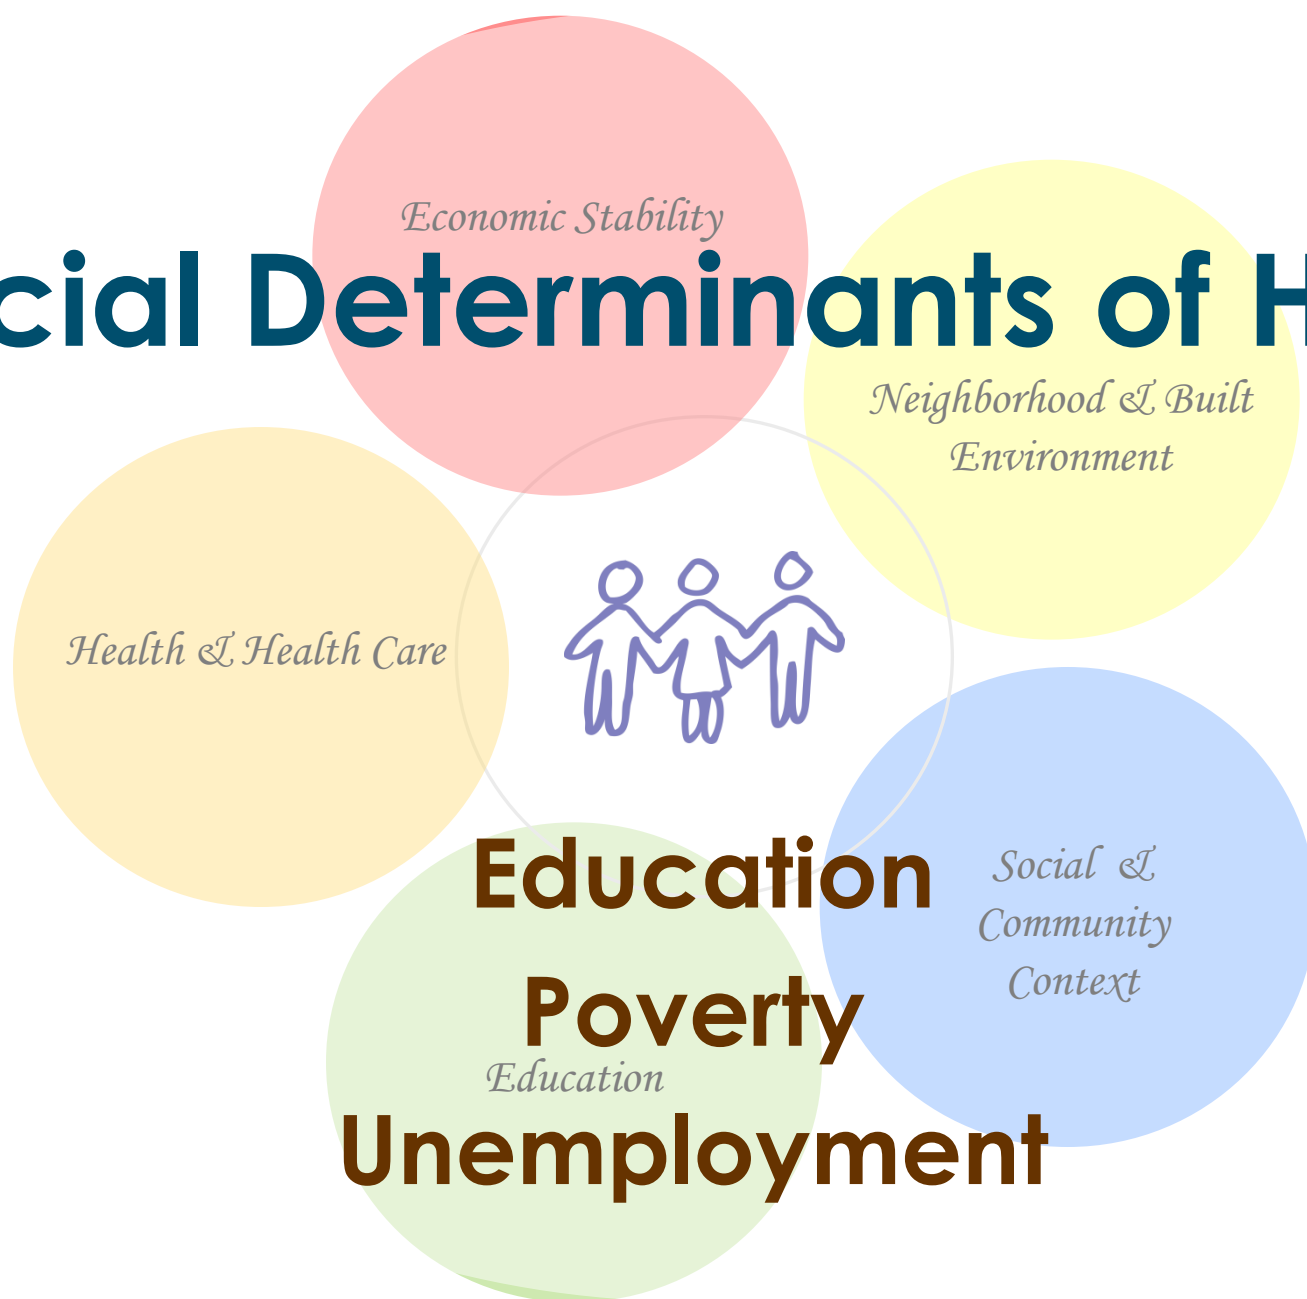 Economic Stability
cial Determinants of H
Neighborhood & Built
Environment
Health & Health Care
Education
Social & 
Community
Context
Poverty
Education
Unemployment